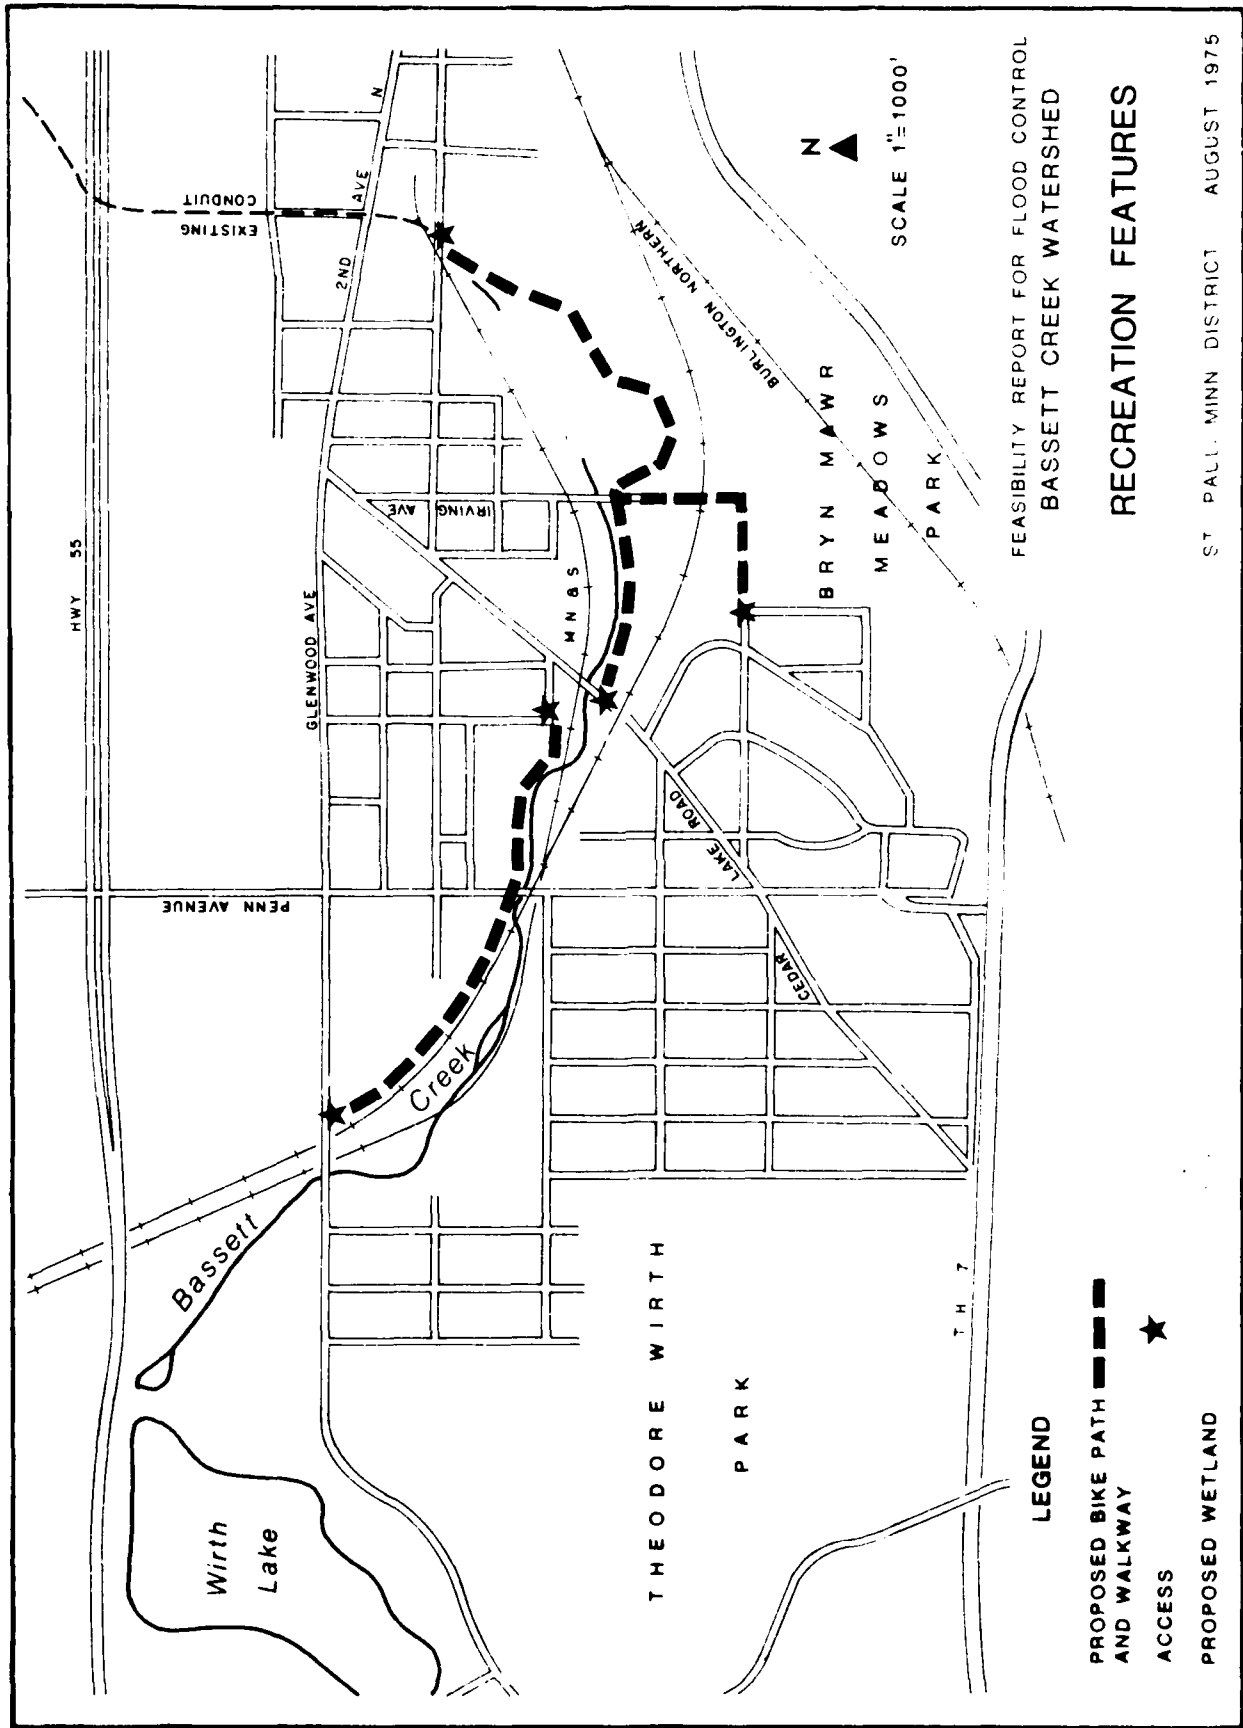 HWY 55
EXISTING
CONDUIT
2ND AVE N
GLENWOOD AVE
PENN AVENUE
IRVING
AVE
M N & S
Bassett
Creek
Wirth
Lake
CEDAR LAKE ROAD
BURLINGTON NORTHERN
BRYN MAWR
MEADOWS
PARK
THEODORE WIRTH
PARK
TH 7
N
SCALE 1"=1000'
LEGEND
PROPOSED BIKE PATH
AND WALKWAY
ACCESS
PROPOSED WETLAND
FEASIBILITY REPORT FOR FLOOD CONTROL
BASSETT CREEK WATERSHED
RECREATION FEATURES
ST PAUL, MINN DISTRICT AUGUST 1975